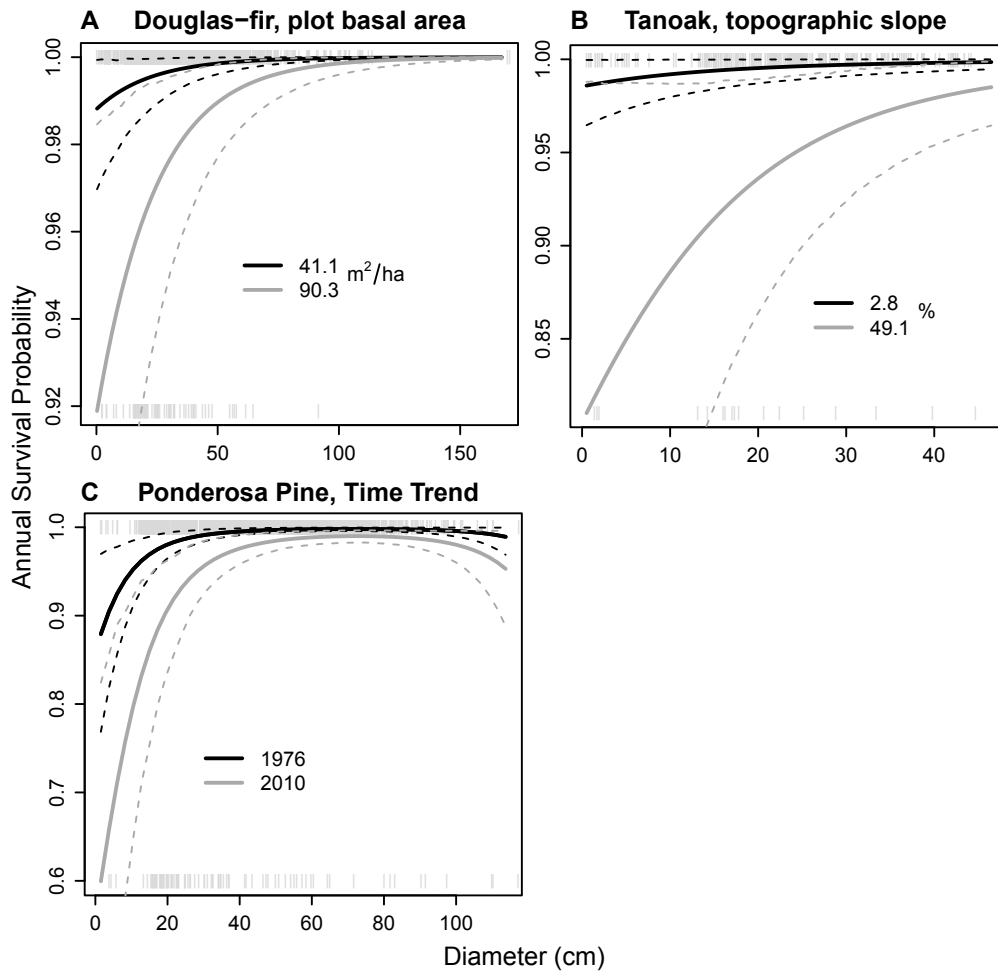 A Douglas−fir, plot basal area
1.00
0.98
0.96
0.94
0.92
41.1
90.3
m²/ha
0 50 100 150
B Tanoak, topographic slope
1.00
0.95
0.90
0.85
2.8
49.1
%
0 10 20 30 40
C Ponderosa Pine, Time Trend
1.0
0.9
0.8
0.7
0.6
1976
2010
0 20 40 60 80 100
Annual Survival Probability
Diameter (cm)